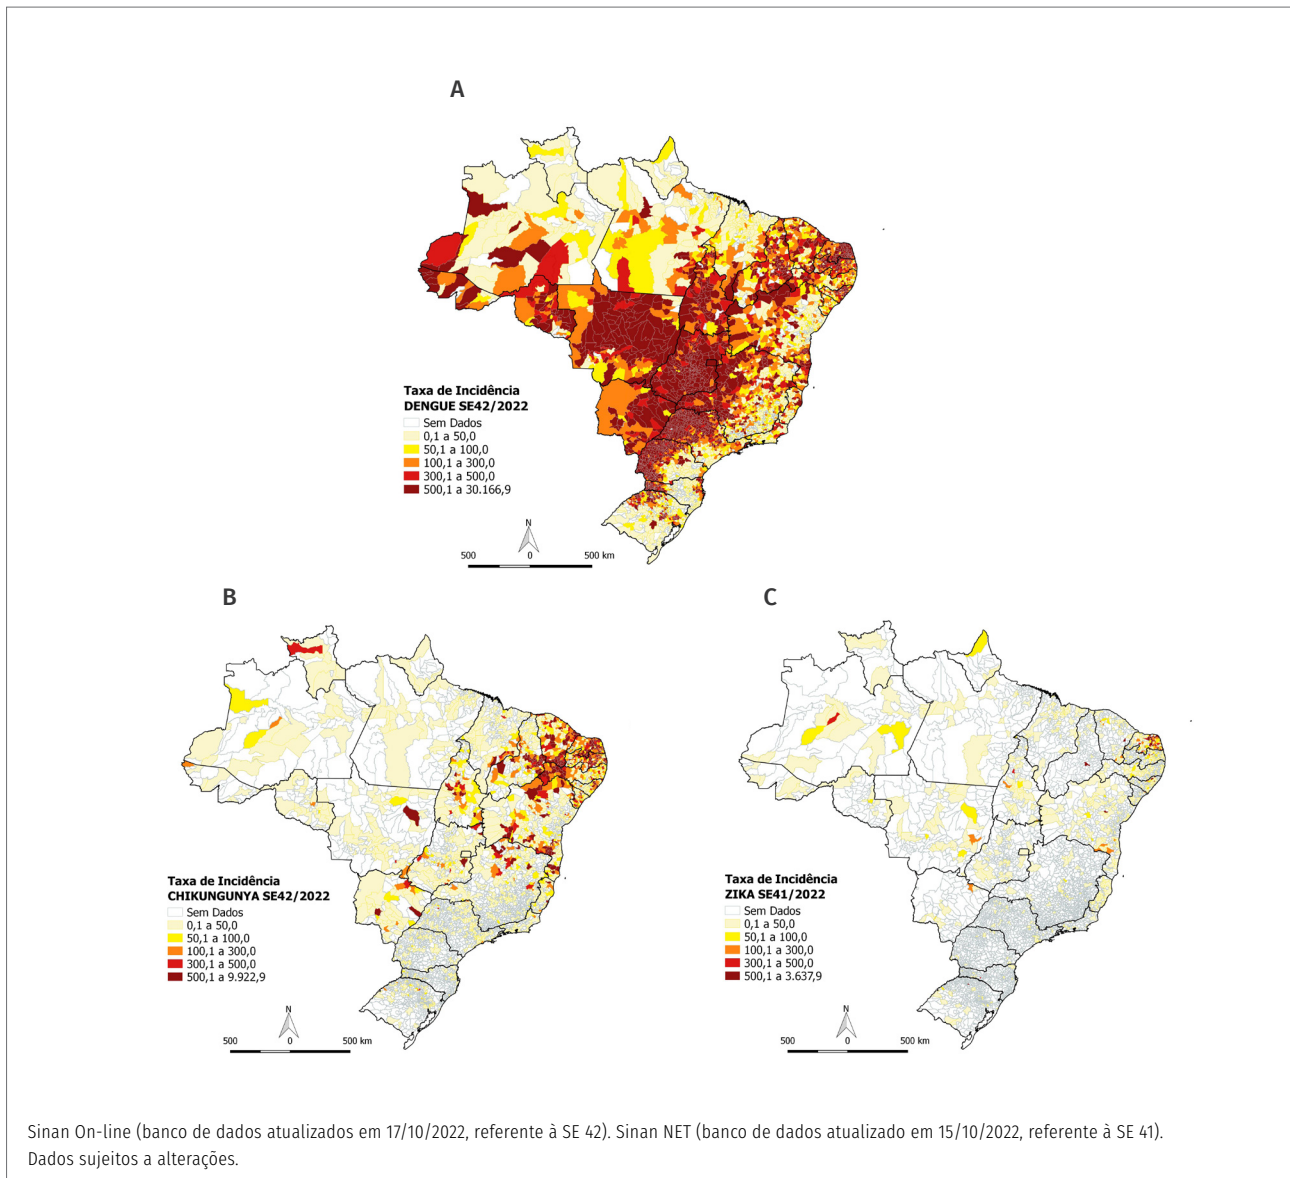 A
Taxa de Incidência
DENGUE SE42/2022
Sem Dados
0,1 a 50,0
50,1 a 100,0
100,1 a 300,0
300,1 a 500,0
500,1 a 30.166,9
N
500 0 500 km
B
Taxa de Incidência
CHIKUNGUNYA SE42/2022
Sem Dados
0,1 a 50,0
50,1 a 100,0
100,1 a 300,0
300,1 a 500,0
500,1 a 9.922,9
N
500 0 500 km
C
Taxa de Incidência
ZIKA SE41/2022
Sem Dados
0,1 a 50,0
50,1 a 100,0
100,1 a 300,0
300,1 a 500,0
500,1 a 3.637,9
N
500 0 500 km
Sinan On-line (banco de dados atualizados em 17/10/2022, referente à SE 42). Sinan NET (banco de dados atualizado em 15/10/2022, referente à SE 41).
Dados sujeitos a alterações.